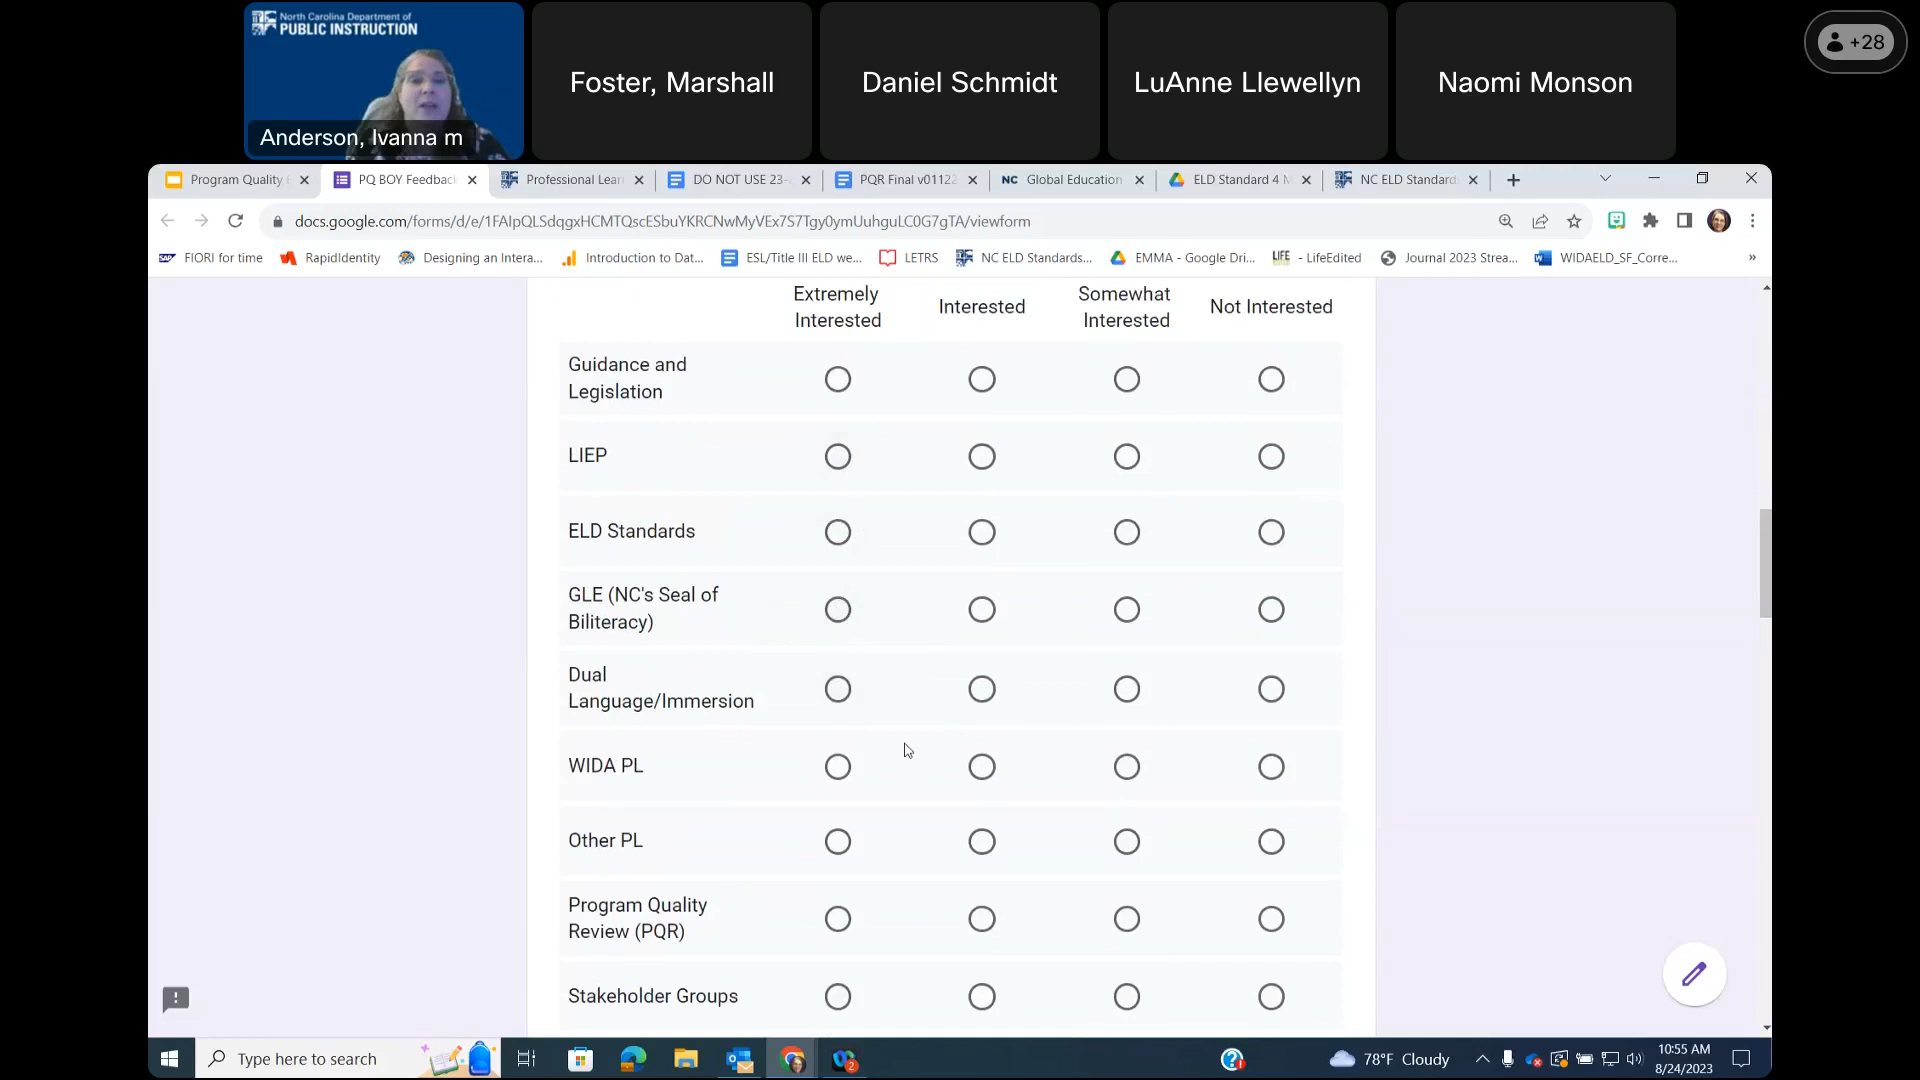 North Carolina Department of
PUBLIC INSTRUCTION
Anderson, Ivanna m
Foster, Marshall
Daniel Schmidt
LuAnne Llewellyn
Naomi Monson
+28
Program Quality
PQ BOY Feedback
Professional Lear
DO NOT USE 23-
PQR Final v01122
NC Global Education
ELD Standard 4 M
NC ELD Standard
docs.google.com/forms/d/e/1FAIpQLSdqgxHCMTQscESbuYKRCNwMyVEx7S7Tgy0ymUuhguLC0G7gTA/viewform
SAP FIORI for time
RapidIdentity
Designing an Intera...
Introduction to Dat...
ESL/Title III ELD we...
LETRS
NC ELD Standards...
EMMA - Google Dri...
LIFE - LifeEdited
Journal 2023 Strea...
WIDAELD_SF_Corre...
»
Extremely Interested
Interested
Somewhat Interested
Not Interested
Guidance and
Legislation
LIEP
ELD Standards
GLE (NC's Seal of
Biliteracy)
Dual
Language/Immersion
WIDA PL
Other PL
Program Quality
Review (PQR)
Stakeholder Groups
Type here to search
2
78°F Cloudy
10:55 AM
8/24/2023